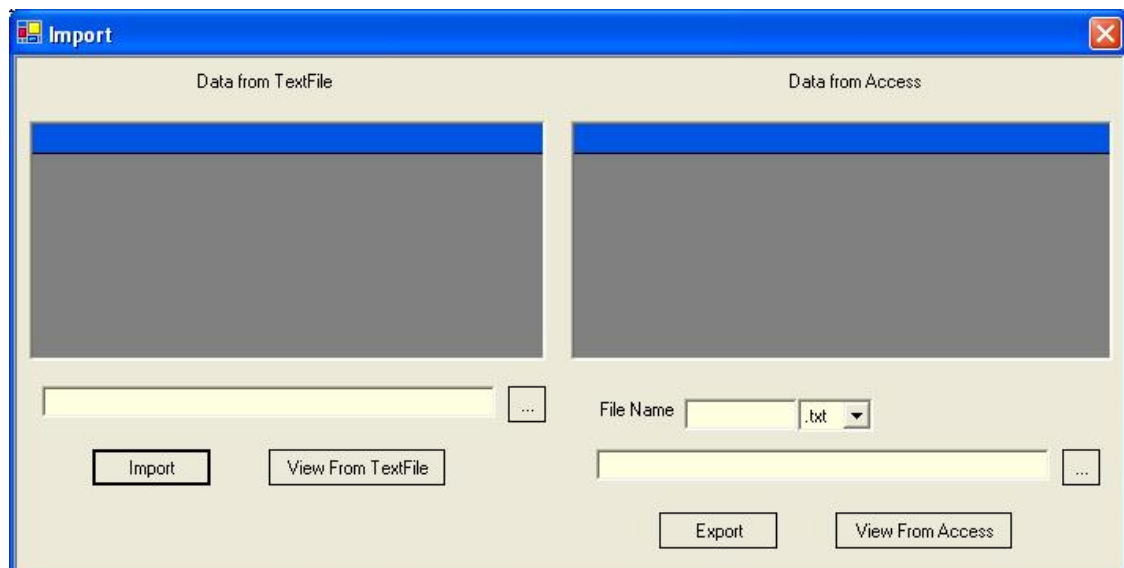 Import
Data from TextFile
Data from Access
...
File Name
.txt
Import
View From TextFile
...
Export
View From Access